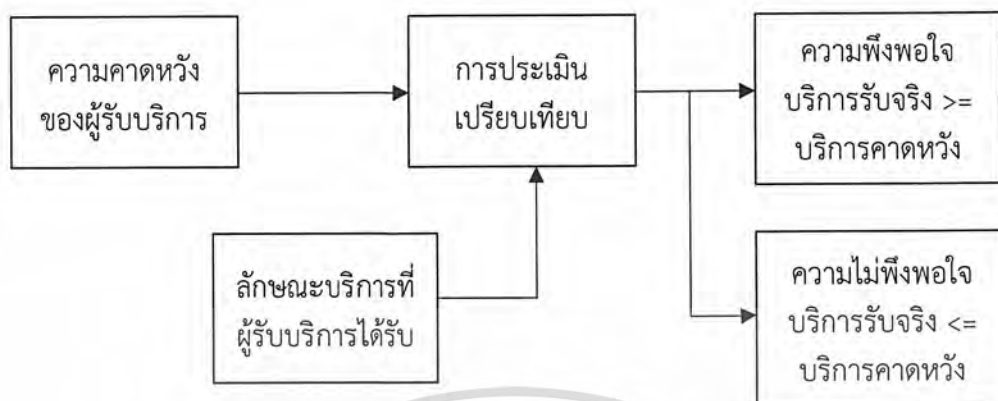 ความคาดหวัง
ของผู้รับบริการ
การประเมิน
เปรียบเทียบ
ความพึงพอใจ
บริการรับจริง >=
บริการคาดหวัง
ลักษณะบริการที่
ผู้รับบริการได้รับ
ความไม่พึงพอใจ
บริการรับจริง <=
บริการคาดหวัง